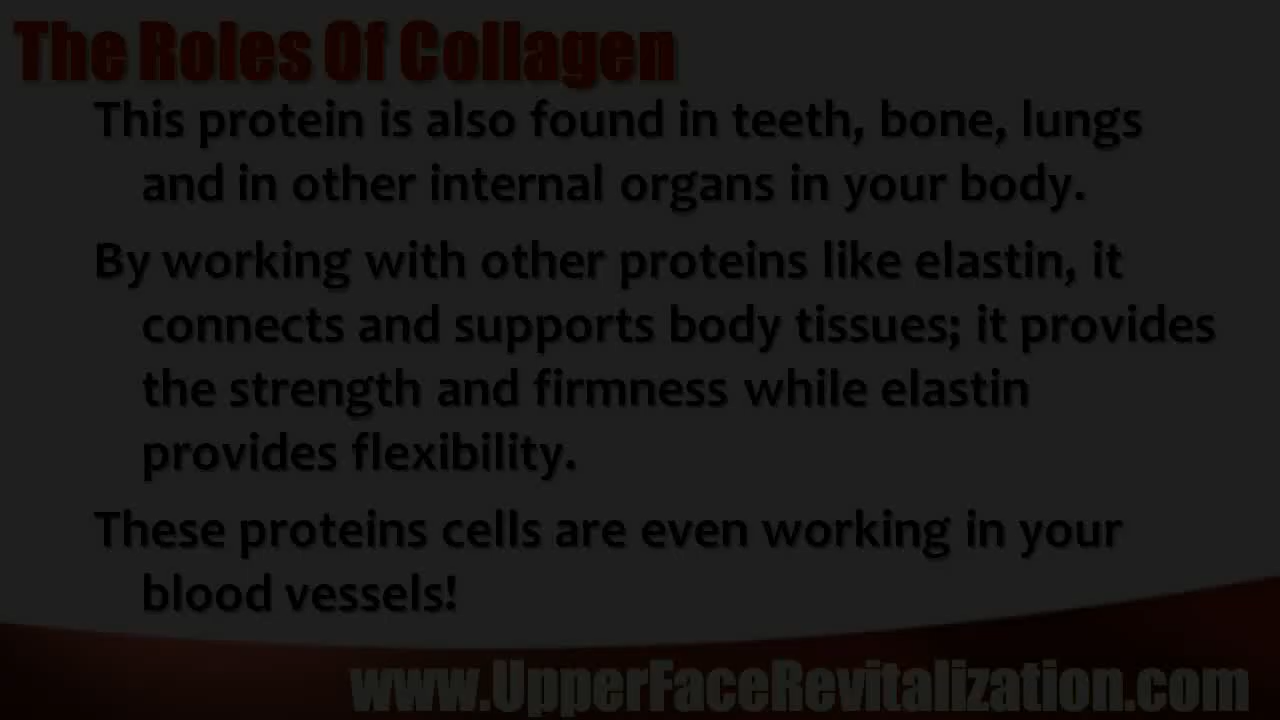 The Roles Of Collagen
This protein is also found in teeth, bone, lungs
and in other internal organs in your body.
By working with other proteins like elastin, it
connects and supports body tissues; it provides
the strength and firmness while elastin
provides flexibility.
These proteins cells are even working in your
blood vessels!
www.UpperFaceRevitalization.com